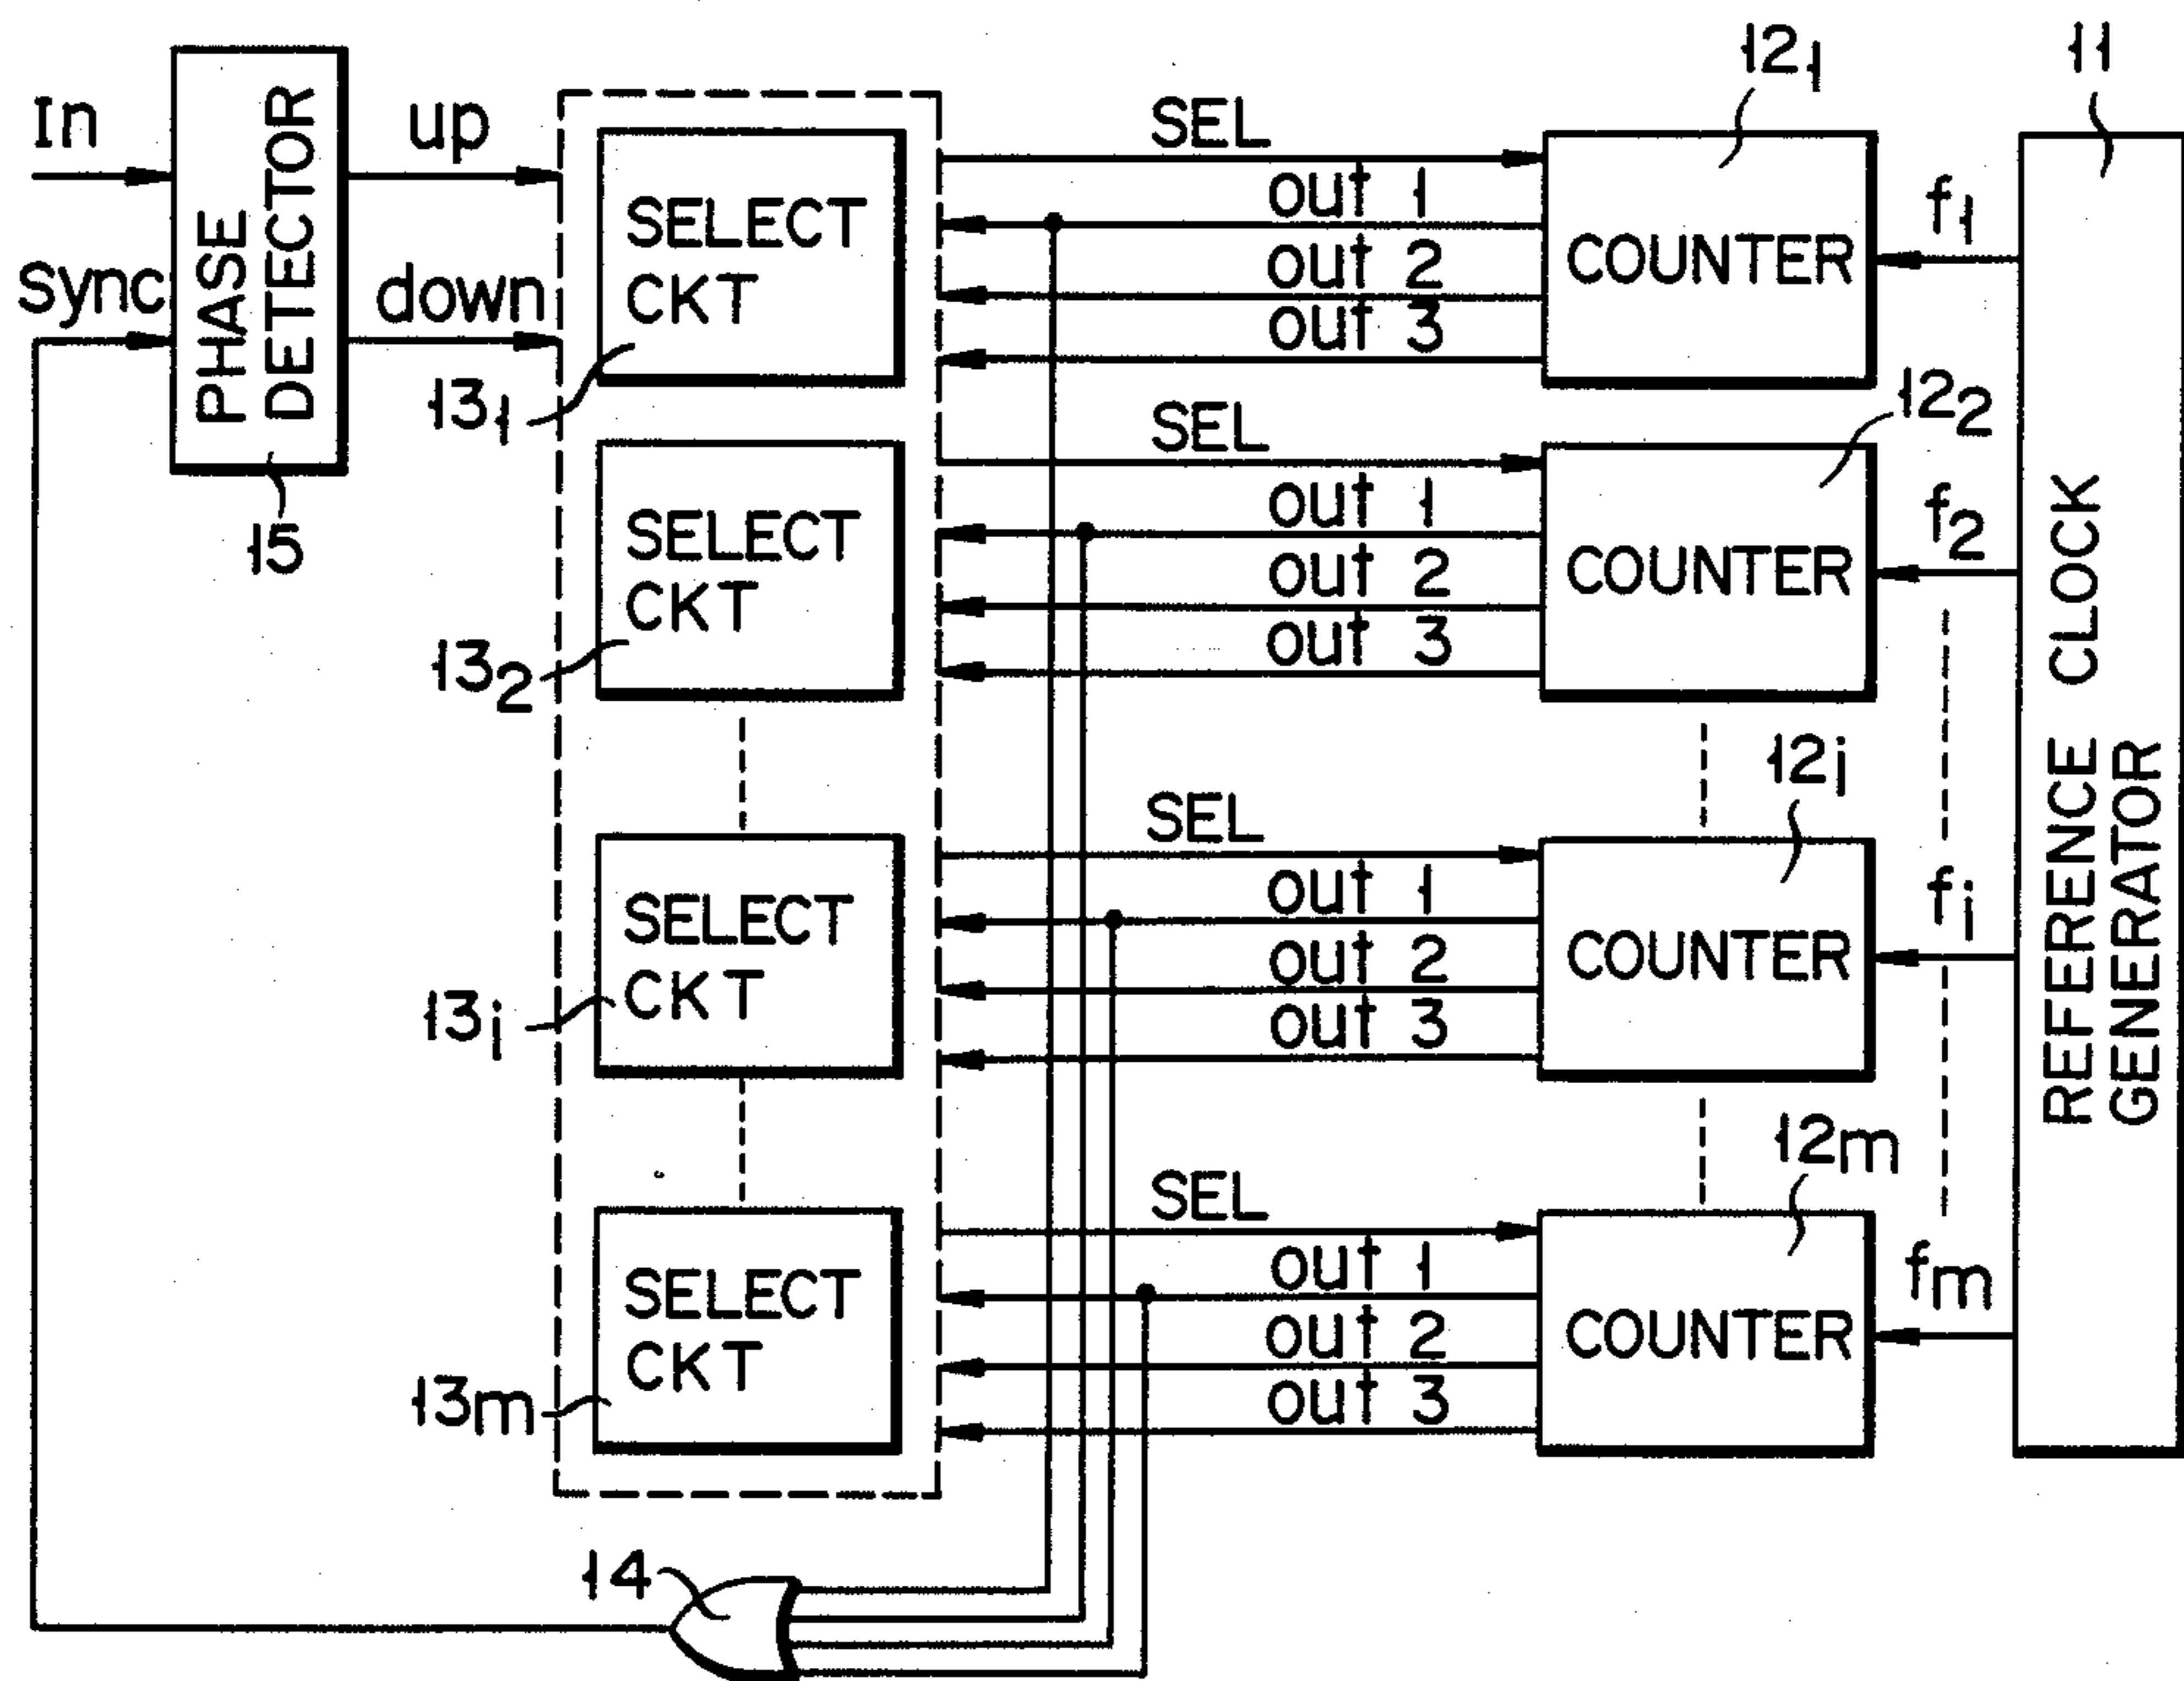 12₁
11
In
up
SEL
PHASE
DETECTOR
SELECT
CKT
out 1
out 2
out 3
COUNTER
f₁
Sync
down
13₁
15
SEL
12₂
SELECT
CKT
out 1
out 2
out 3
COUNTER
f₂
13₂
REFERENCE CLOCK
GENERATOR
12i
SEL
SELECT
CKT
out 1
out 2
out 3
COUNTER
fi
13i
12m
SEL
SELECT
CKT
out 1
out 2
out 3
COUNTER
fm
13m
14